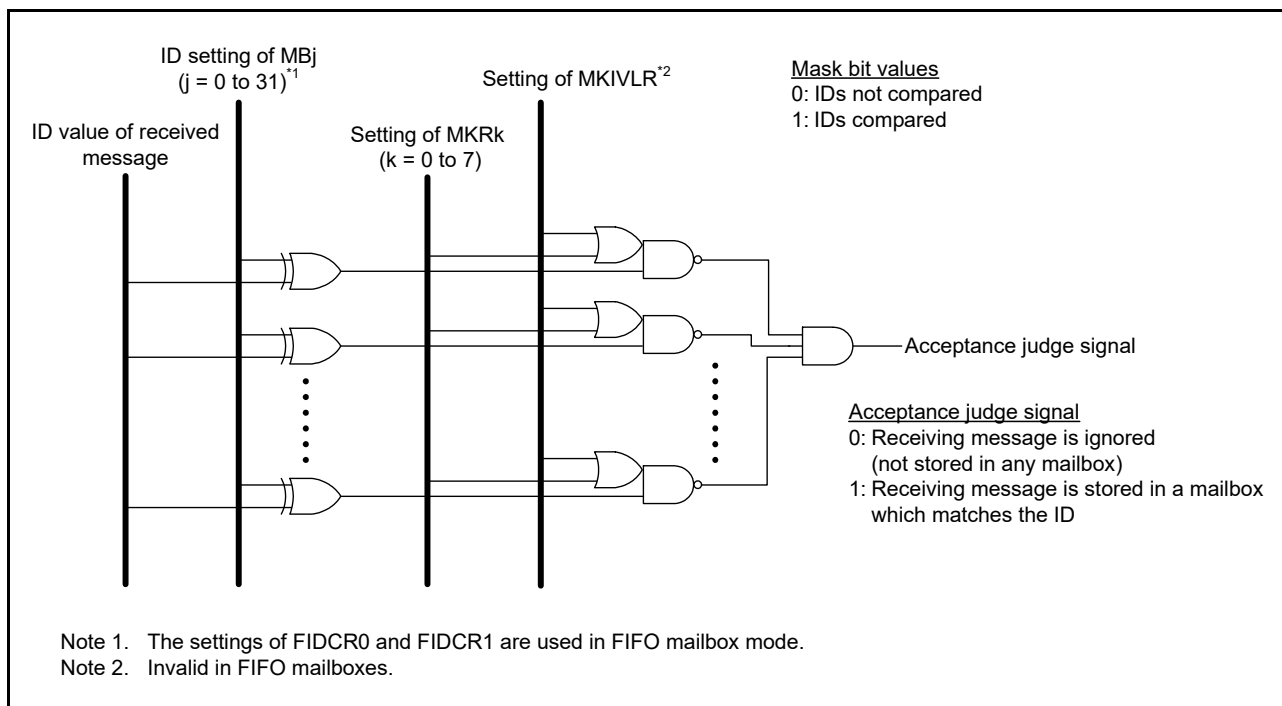 ID setting of MBj
(j = 0 to 31)*1
Setting of MKIVLR*2
Mask bit values
0: IDs not compared
1: IDs compared
ID value of received
message
Setting of MKRk
(k = 0 to 7)
Acceptance judge signal
Acceptance judge signal
0: Receiving message is ignored
(not stored in any mailbox)
1: Receiving message is stored in a mailbox
which matches the ID
Note 1. The settings of FIDCR0 and FIDCR1 are used in FIFO mailbox mode.
Note 2. Invalid in FIFO mailboxes.